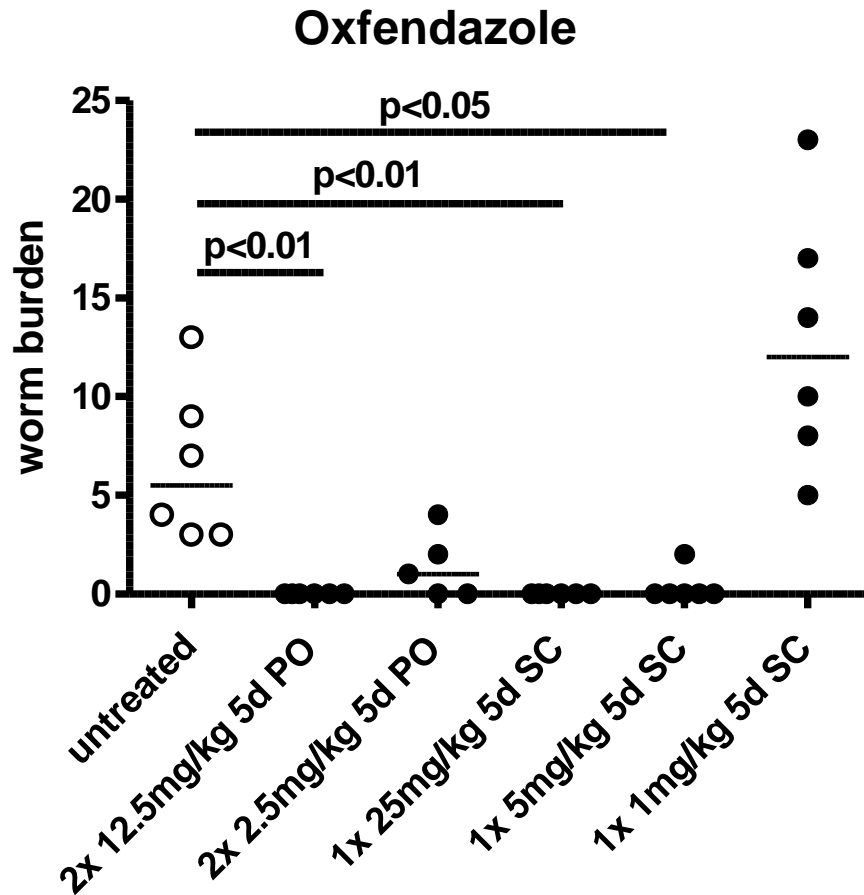 Oxfendazole
25
20
15
10
5
0
worm burden
p<0.05
p<0.01
p<0.01
untreated
2x 12.5mg/kg 5d PO
2x 2.5mg/kg 5d PO
1x 25mg/kg 5d SC
1x 5mg/kg 5d SC
1x 1mg/kg 5d SC